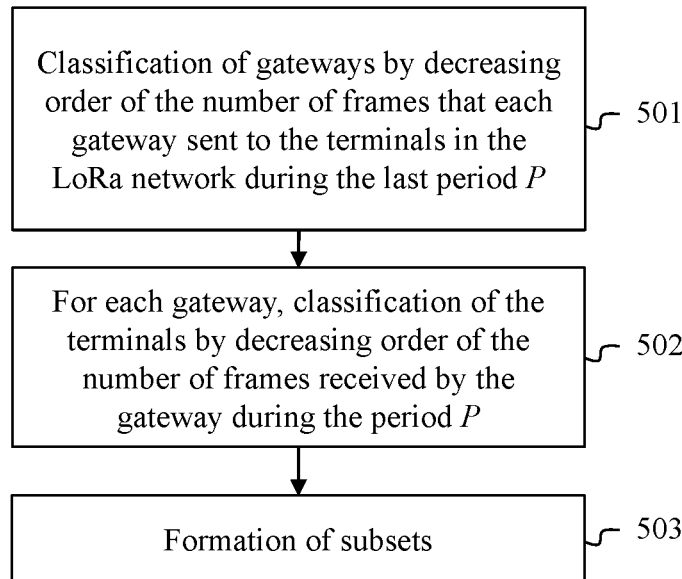 Classification of gateways by decreasing
order of the number of frames that each
gateway sent to the terminals in the
LoRa network during the last period P
501
For each gateway, classification of the
terminals by decreasing order of the
number of frames received by the
gateway during the period P
502
Formation of subsets
503